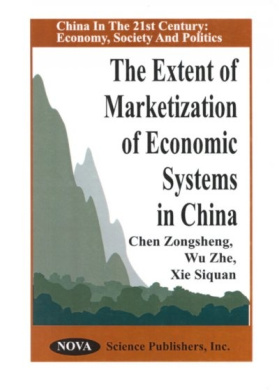 China In The 21st Century:
Economy, Society And Politics
The Extent of
Marketization
of Economic
Systems
in China
Chen Zongsheng,
Wu Zhe,
Xie Siquan
NOVA Science Publishers, Inc.